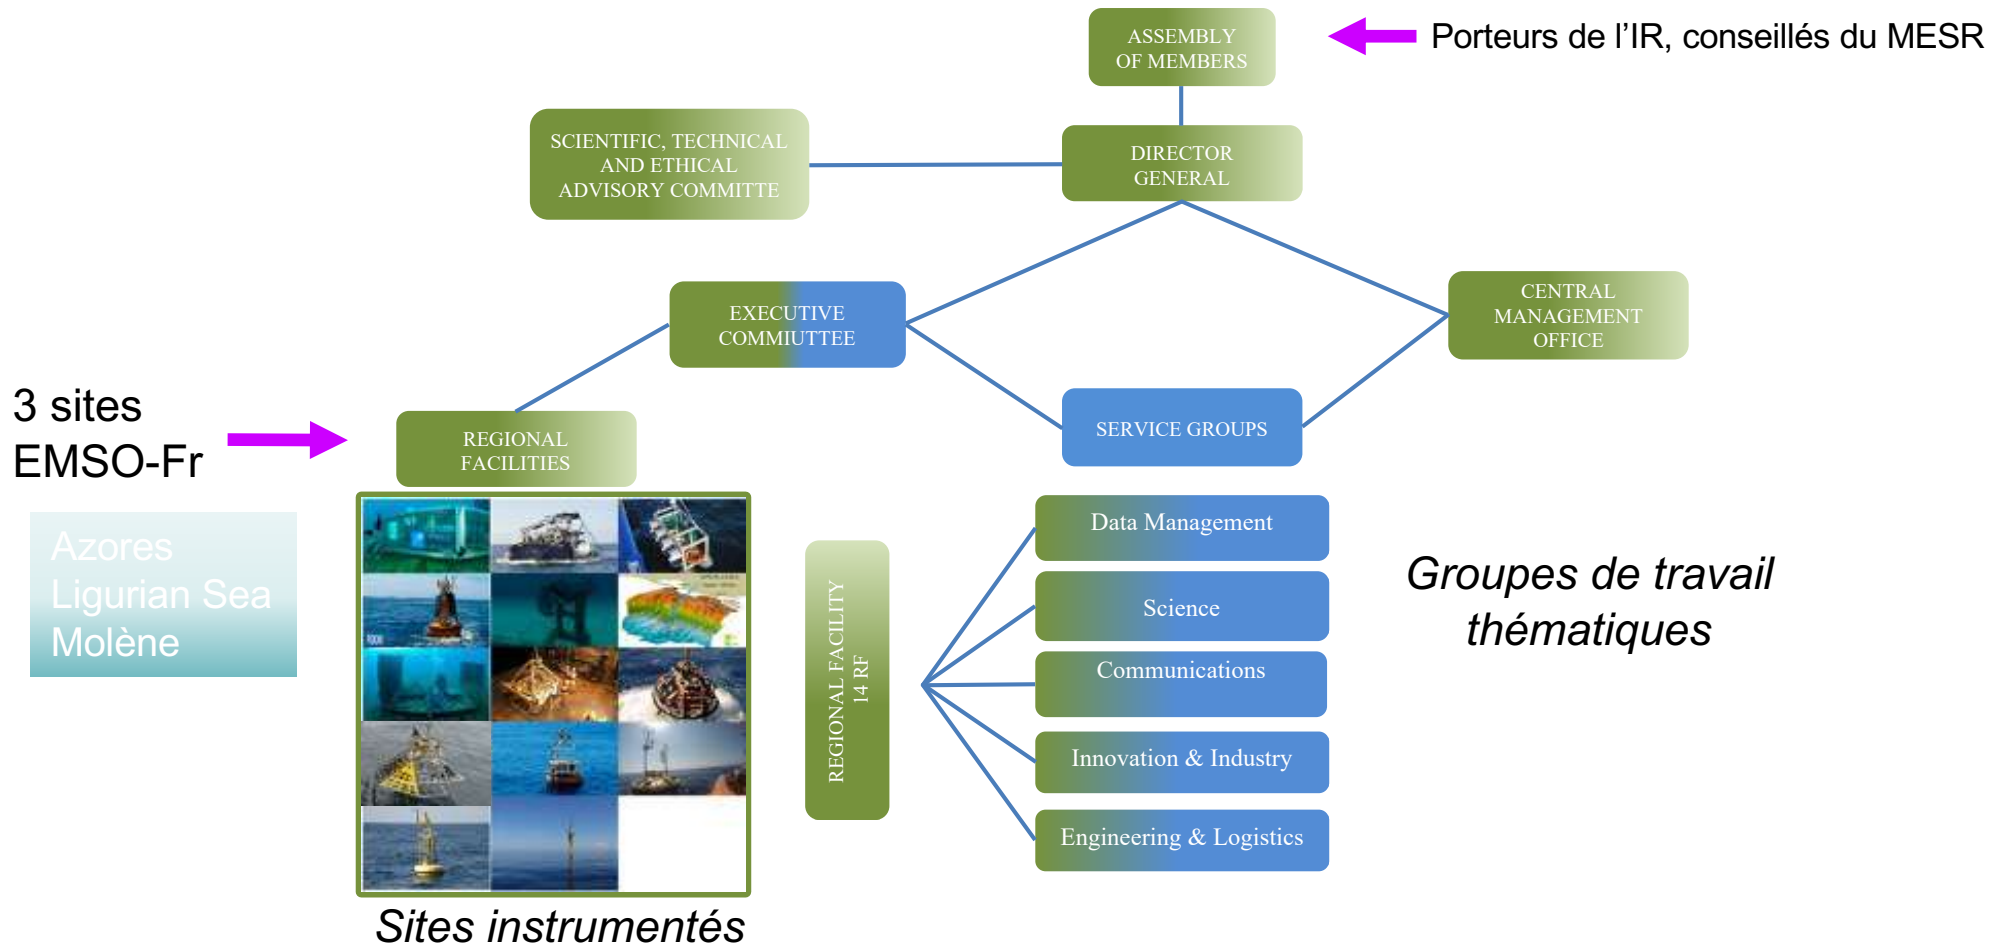 ASSEMBLY
OF MEMBERS
Porteurs de l’IR, conseillés du MESR
SCIENTIFIC, TECHNICAL
AND ETHICAL
ADVISORY COMMITTE
DIRECTOR
GENERAL
EXECUTIVE
COMMIUTTEE
CENTRAL
MANAGEMENT
OFFICE
3 sites
EMSO-Fr
REGIONAL
FACILITIES
SERVICE GROUPS
Azores
Ligurian Sea
Molène
REGIONAL FACILITY
14 RF
Data Management
Science
Communications
Innovation & Industry
Engineering & Logistics
Groupes de travail
thématiques
Sites instrumentés